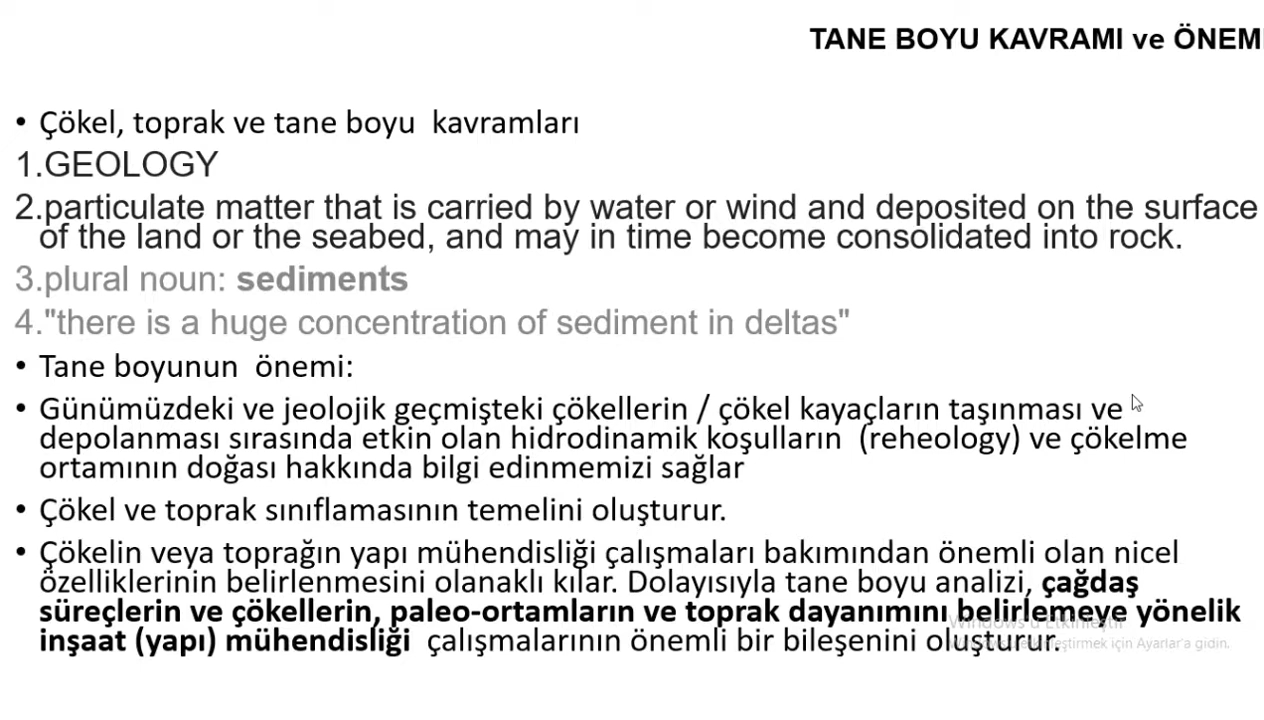 TANE BOYU KAVRAMI ve ÖNEMİ
• Çökel, toprak ve tane boyu kavramları
1.GEOLOGY
2.particulate matter that is carried by water or wind and deposited on the surface
of the land or the seabed, and may in time become consolidated into rock.
3.plural noun: sediments
4."there is a huge concentration of sediment in deltas"
• Tane boyunun önemi:
• Günümüzdeki ve jeolojik geçmişteki çökellerin / çökel kayaçların taşınması ve
depolanması sırasında etkin olan hidrodinamik koşulların (reheology) ve çökelme
ortamının doğası hakkında bilgi edinmemizi sağlar
• Çökel ve toprak sınıflamasının temelini oluşturur.
• Çökelin veya toprağın yapı mühendisliği çalışmaları bakımından önemli olan nicel
özelliklerinin belirlenmesini olanaklı kılar. Dolayısıyla tane boyu analizi, çağdaş
süreçlerin ve çökellerin, paleo-ortamların ve toprak dayanımını belirlemeye yönelik
inşaat (yapı) mühendisliği çalışmalarının önemli bir bileşenini oluşturur.
Windows'u Etkinleştir
Ayarlar'a gidin.